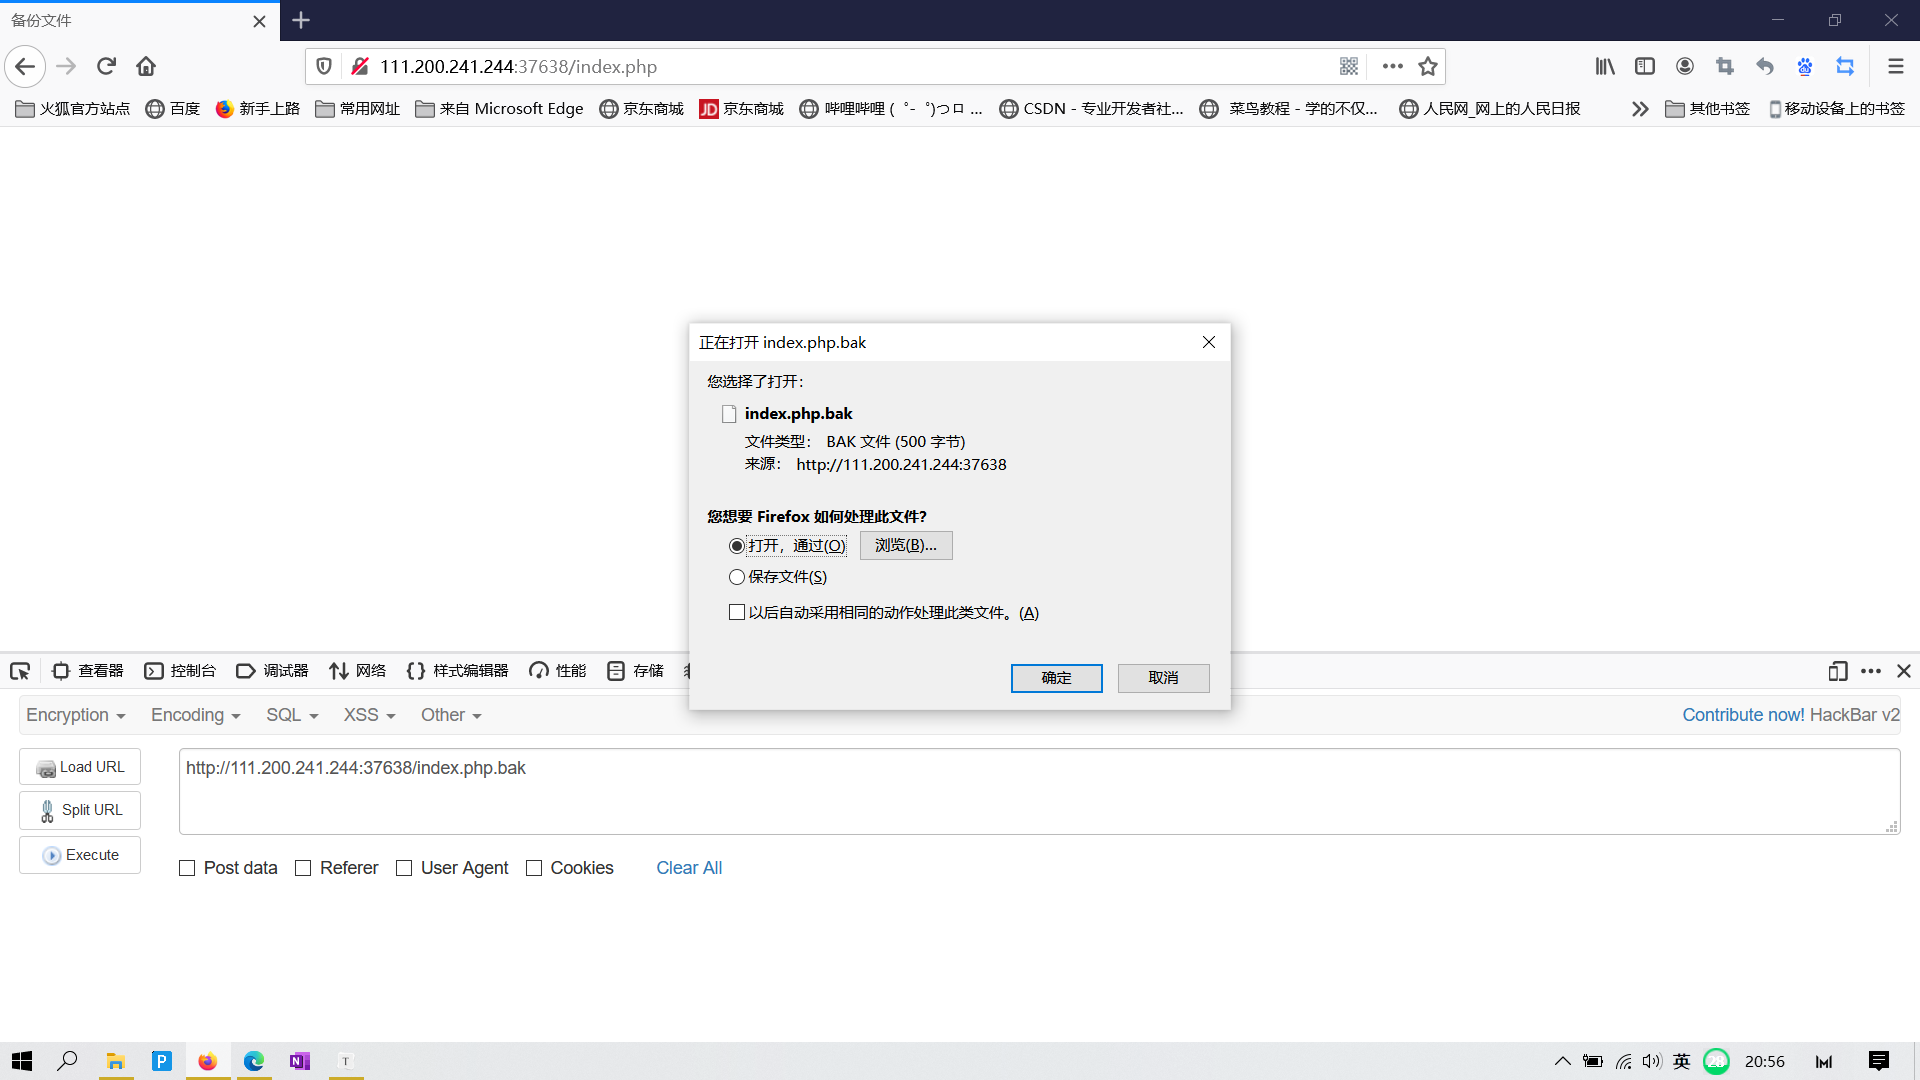 备份文件
111.200.241.244:37638/index.php
火狐官方站点 百度 新手上路 常用网址 来自 Microsoft Edge 京东商城 JD 京东商城 哔哩哔哩 ( ゜- ゜)つロ ... CSDN - 专业开发者社... 菜鸟教程 - 学的不仅... 人民网_网上的人民日报 其他书签 移动设备上的书签
正在打开 index.php.bak
您选择了打开：
index.php.bak
文件类型： BAK 文件 (500 字节)
来源： http://111.200.241.244:37638
您想要 Firefox 如何处理此文件？
打开，通过(O) 浏览(B)...
保存文件(S)
以后自动采用相同的动作处理此类文件。(A)
确定 取消
查看器 控制台 调试器 网络 样式编辑器 性能 存储
Encryption Encoding SQL XSS Other Contribute now! HackBar v2
Load URL
http://111.200.241.244:37638/index.php.bak
Split URL
Execute
Post data Referer User Agent Cookies Clear All
P N T 英 28 20:56